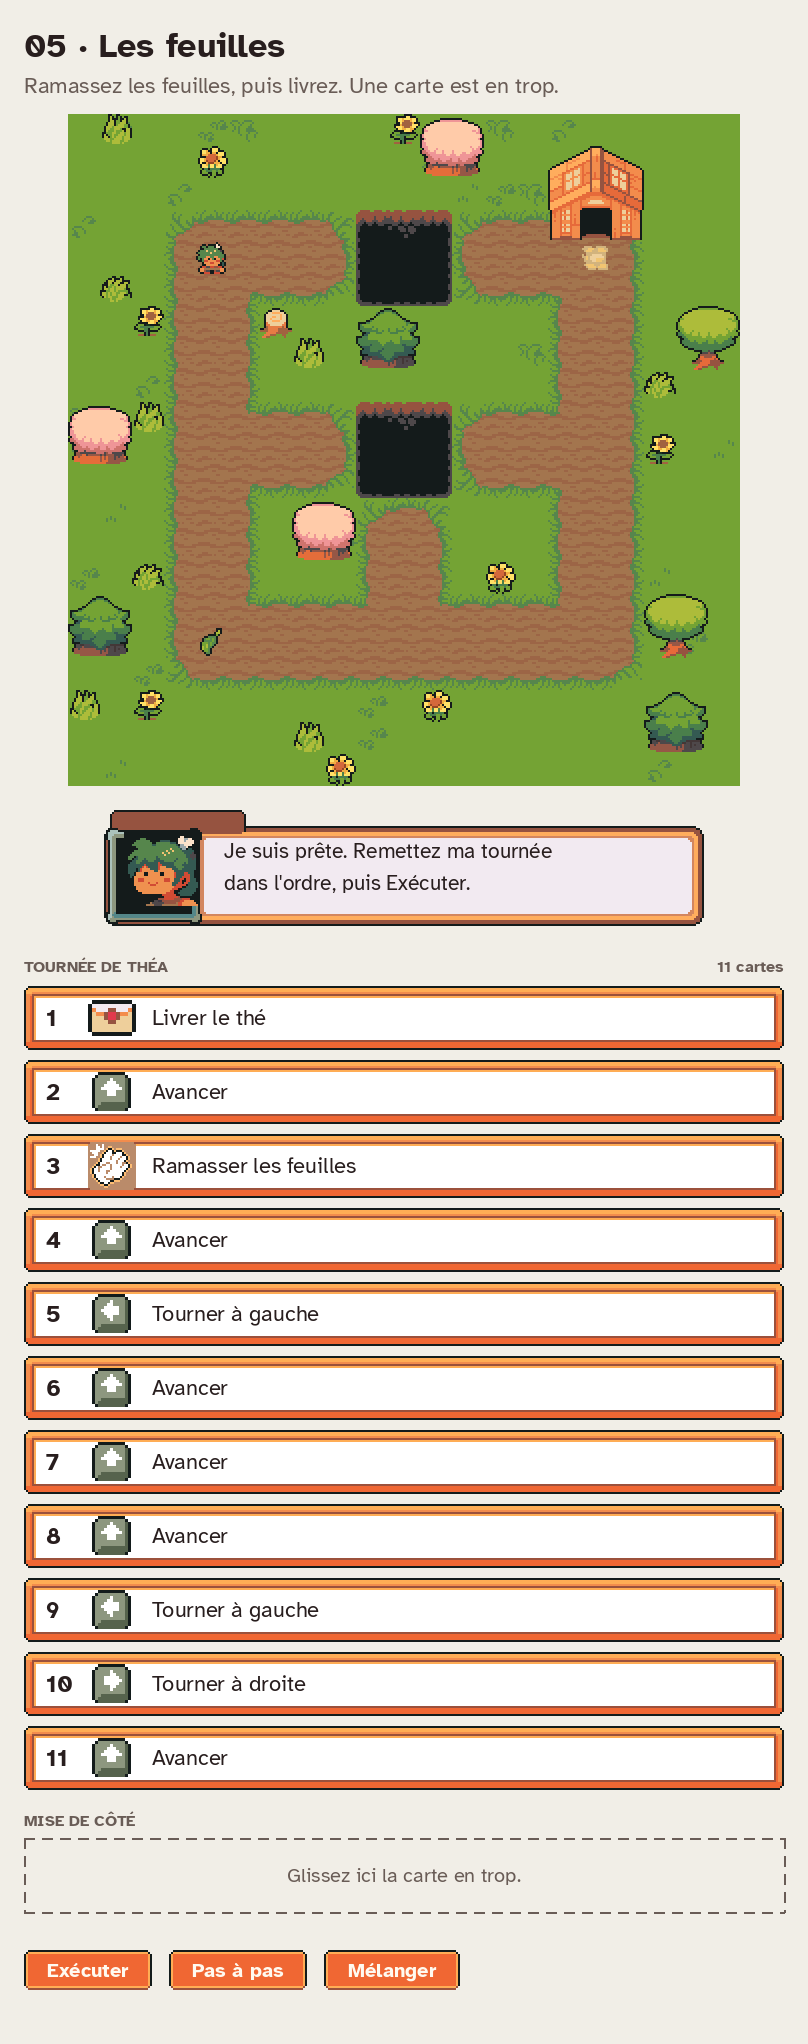 05 · Les feuilles
Ramassez les feuilles, puis livrez. Une carte est en trop.
Je suis prête. Remettez ma tournée
dans l'ordre, puis Exécuter.
TOURNÉE DE THÉA 11 cartes
1 Livrer le thé
2 Avancer
3 Ramasser les feuilles
4 Avancer
5 Tourner à gauche
6 Avancer
7 Avancer
8 Avancer
9 Tourner à gauche
10 Tourner à droite
11 Avancer
MISE DE CÔTÉ
Glissez ici la carte en trop.
Exécuter Pas à pas Mélanger